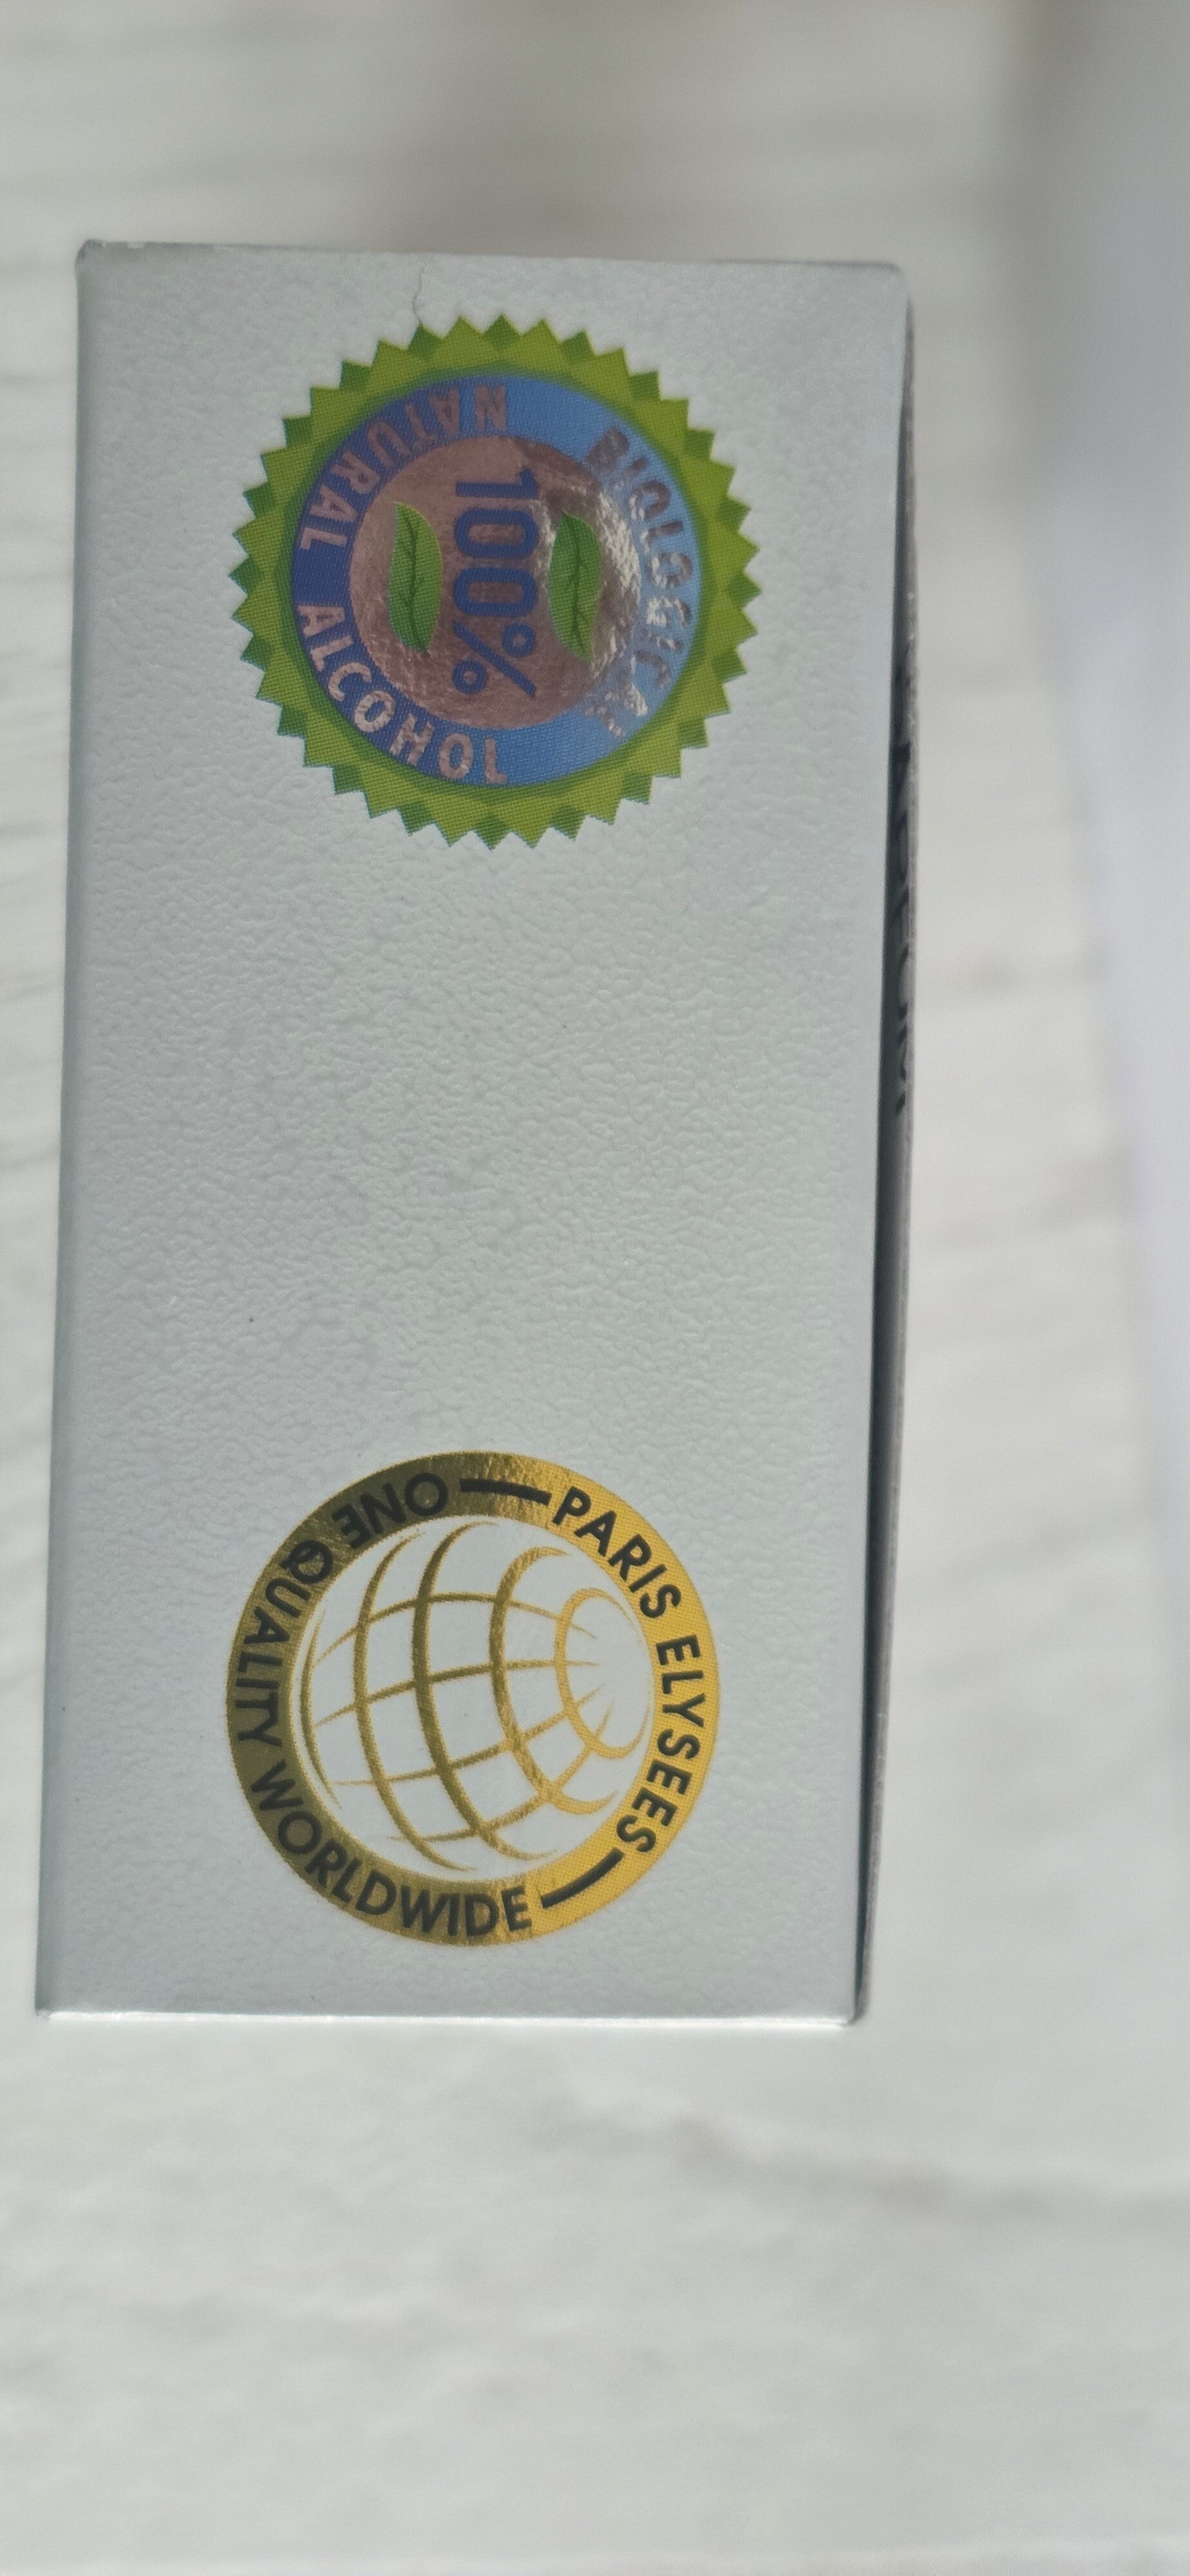 BIOLOGICAL
100%
NATURAL ALCOHOL
PARIS ELYSEES
ONE QUALITY WORLDWIDE